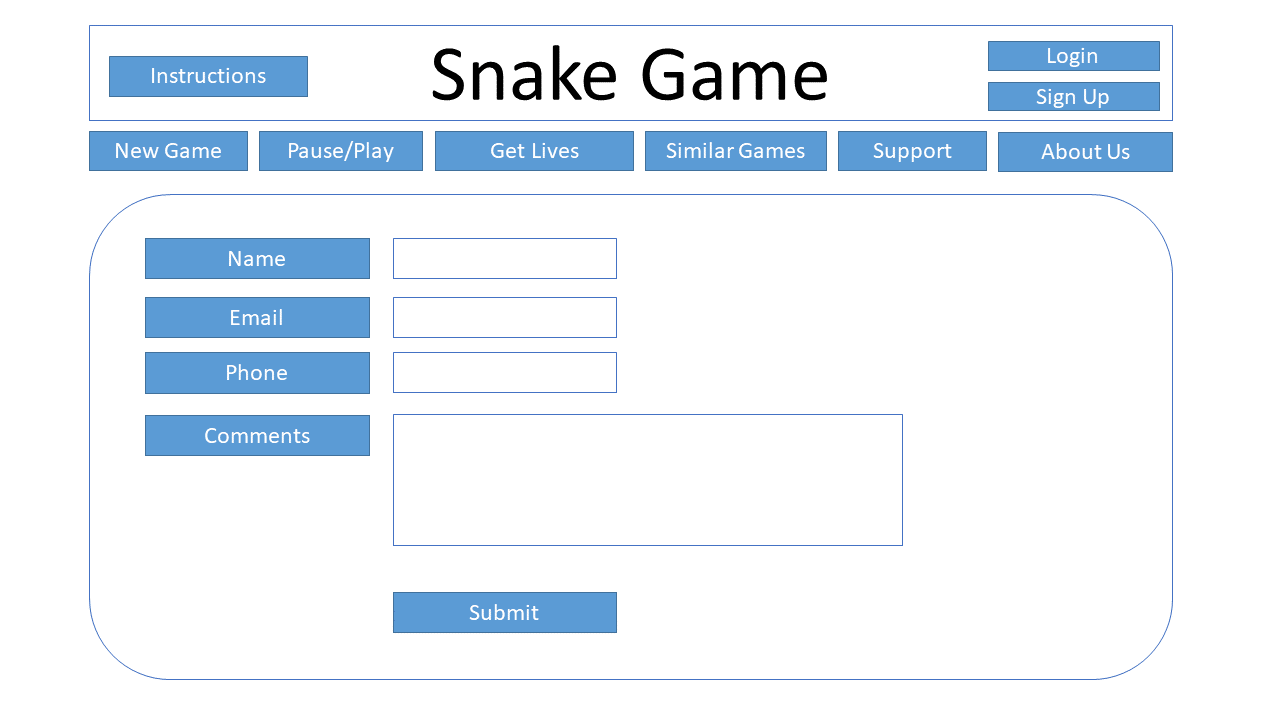 Instructions
Snake Game
Login
Sign Up
New Game
Pause/Play
Get Lives
Similar Games
Support
About Us
Name
Email
Phone
Comments
Submit